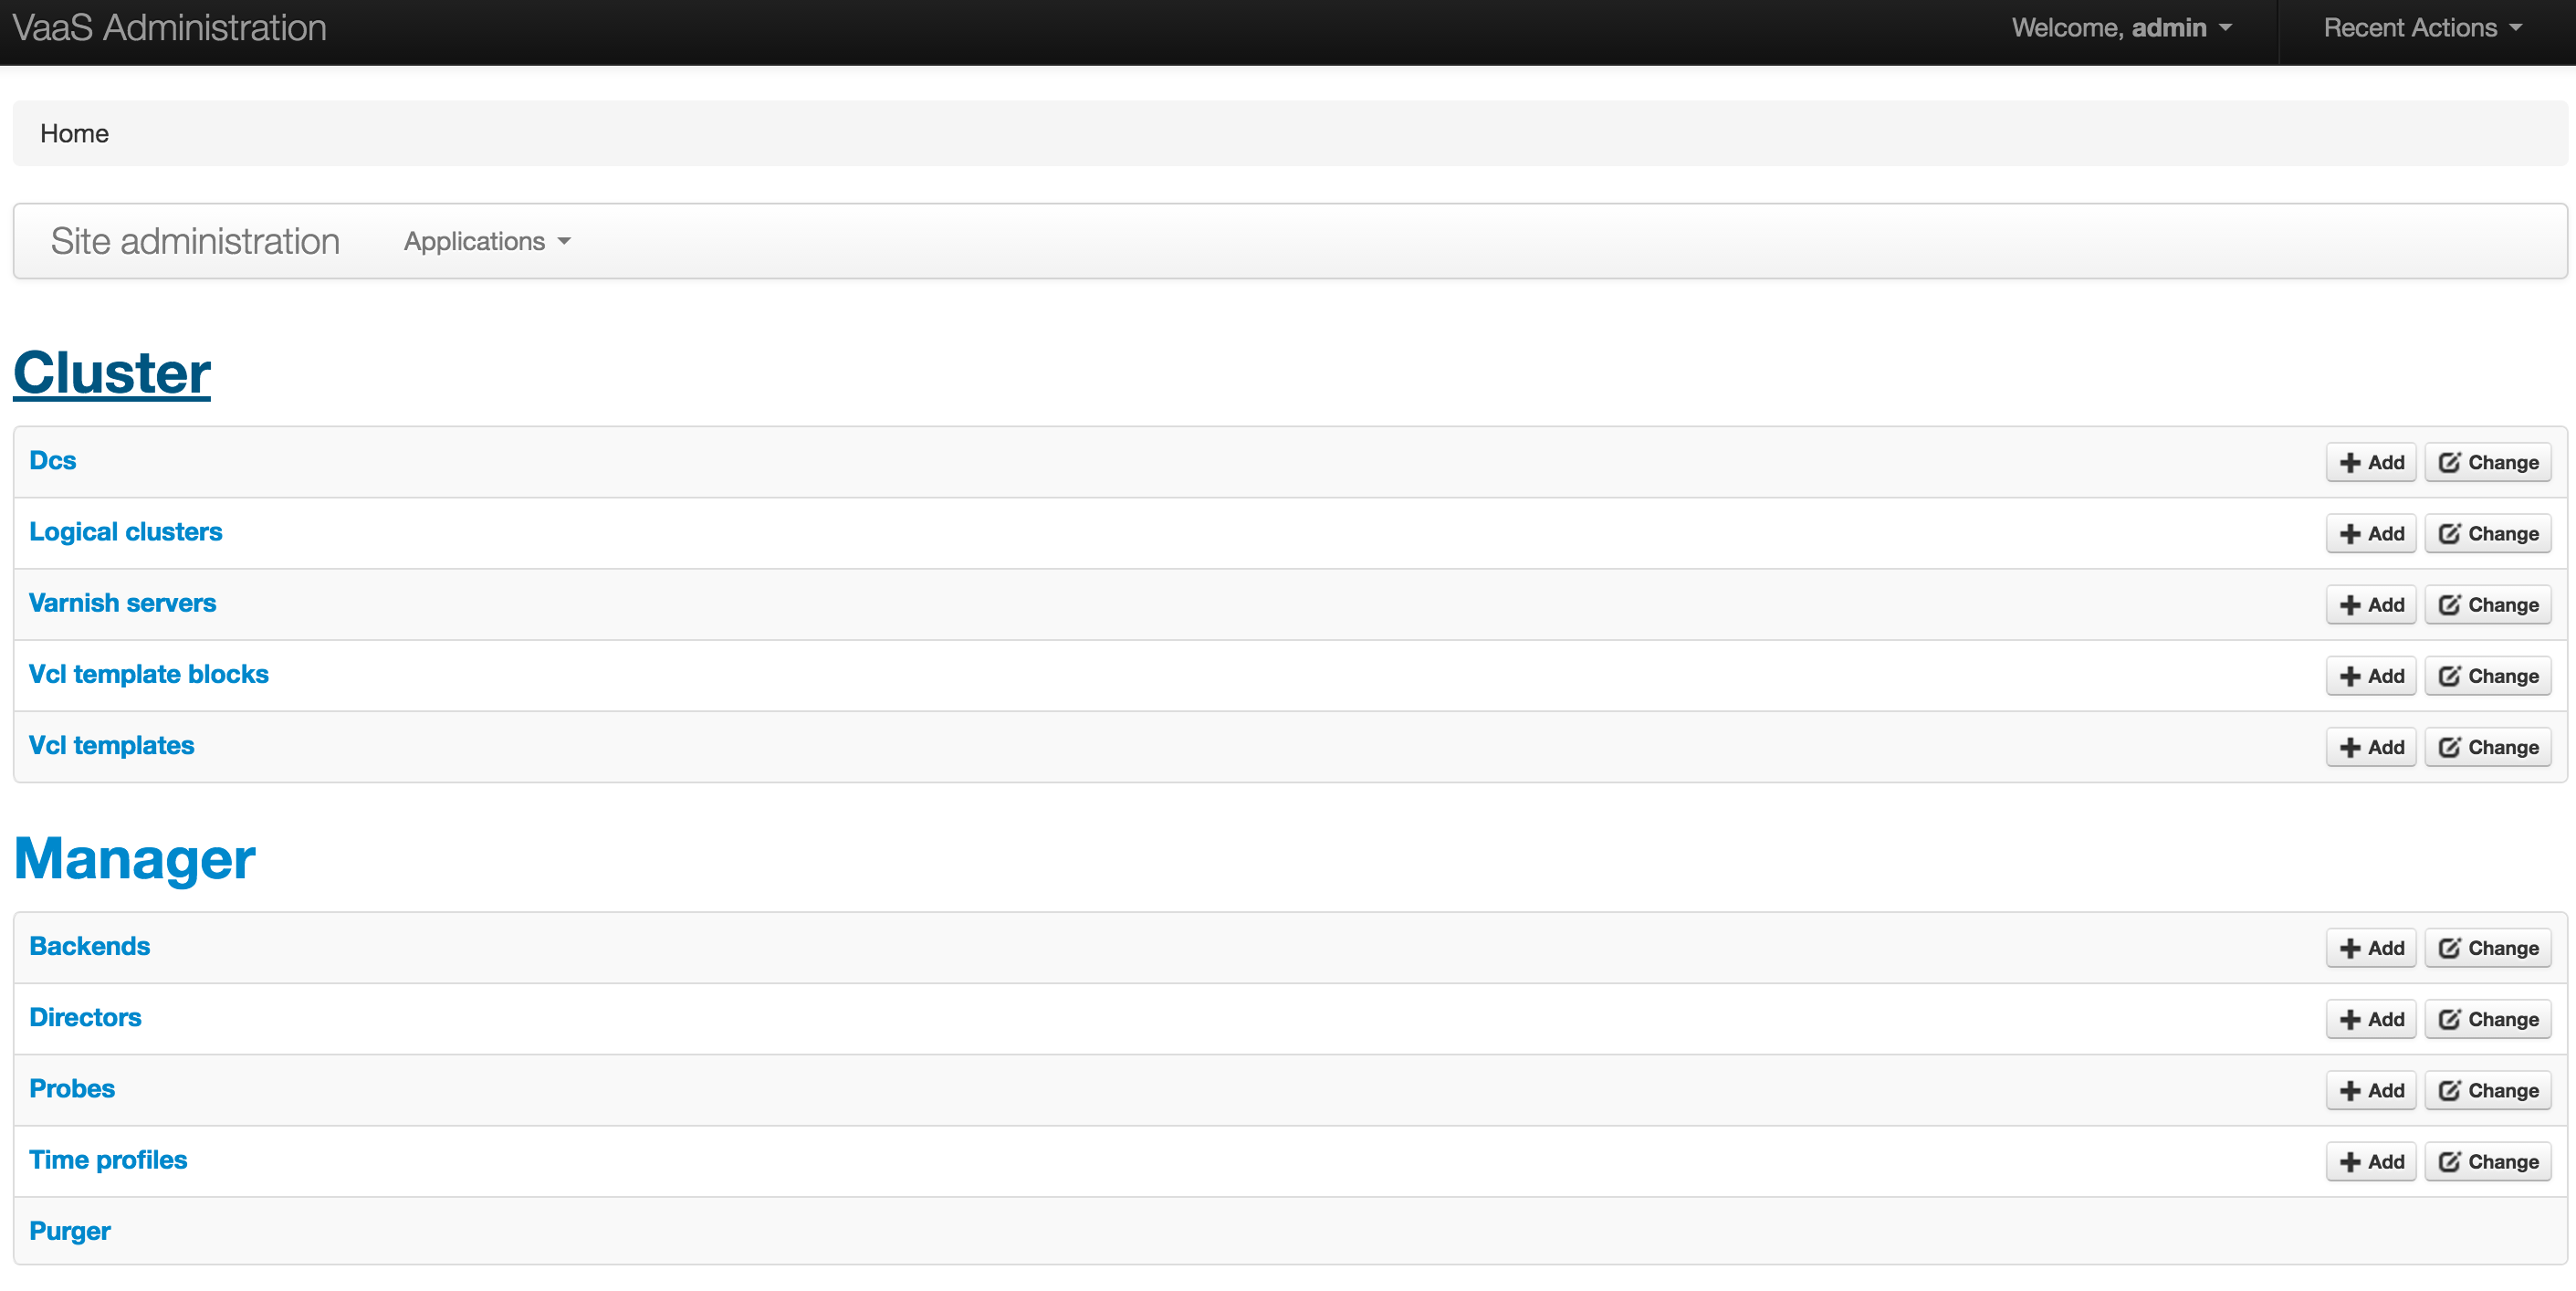 VaaS Administration Welcome, admin Recent Actions
Home
Site administration Applications
Cluster
Dcs Add Change
Logical clusters Add Change
Varnish servers Add Change
Vcl template blocks Add Change
Vcl templates Add Change
Manager
Backends Add Change
Directors Add Change
Probes Add Change
Time profiles Add Change
Purger